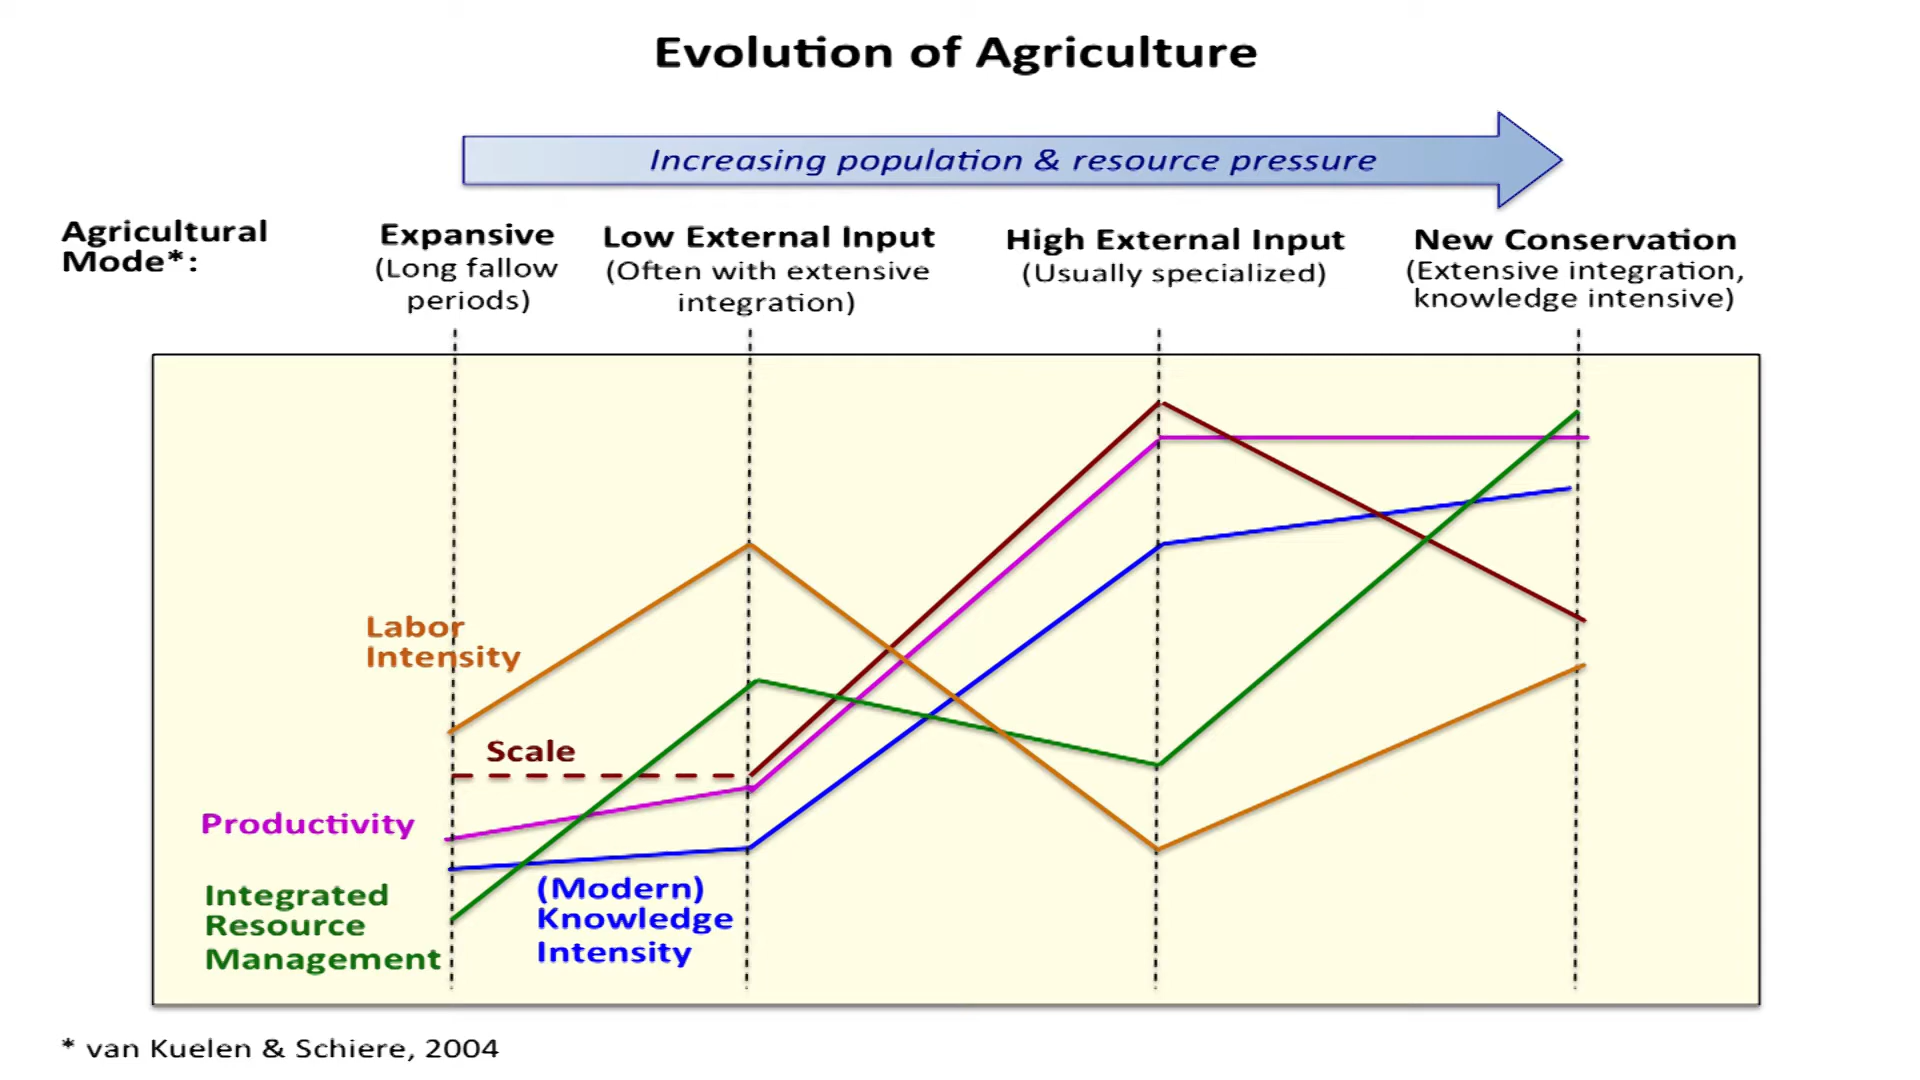 Evolution of Agriculture
Increasing population & resource pressure
Agricultural
Mode*:
Expansive
(Long fallow
periods)
Low External Input
(Often with extensive
integration)
High External Input
(Usually specialized)
New Conservation
(Extensive integration,
knowledge intensive)
Labor
Intensity
Scale
Productivity
Integrated
Resource
Management
(Modern)
Knowledge
Intensity
* van Kuelen & Schiere, 2004